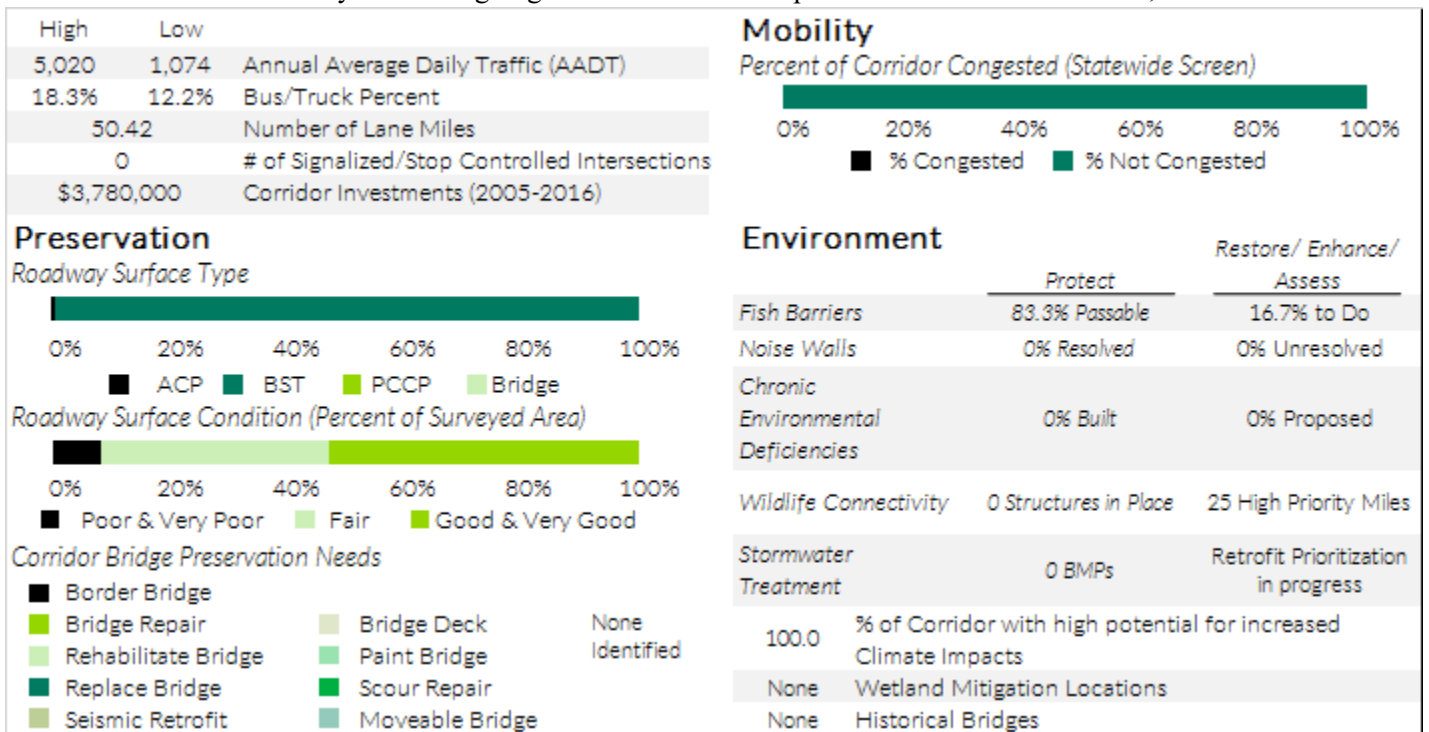 High Low
5,020 1,074 Annual Average Daily Traffic (AADT)
18.3% 12.2% Bus/Truck Percent
50.42 Number of Lane Miles
0 # of Signalized/Stop Controlled Intersections
$3,780,000 Corridor Investments (2005-2016)
Mobility
Percent of Corridor Congested (Statewide Screen)
0% 20% 40% 60% 80% 100%
% Congested % Not Congested
Preservation
Roadway Surface Type
0% 20% 40% 60% 80% 100%
ACP BST PCCP Bridge
Roadway Surface Condition (Percent of Surveyed Area)
0% 20% 40% 60% 80% 100%
Poor & Very Poor Fair Good & Very Good
Corridor Bridge Preservation Needs
Border Bridge
Bridge Repair Bridge Deck None
Rehabilitate Bridge Paint Bridge Identified
Replace Bridge Scour Repair
Seismic Retrofit Moveable Bridge
Environment
Restore/ Enhance/
Protect Assess
Fish Barriers 83.3% Passable 16.7% to Do
Noise Walls 0% Resolved 0% Unresolved
Chronic
Environmental 0% Built 0% Proposed
Deficiencies
Wildlife Connectivity 0 Structures in Place 25 High Priority Miles
Stormwater Retrofit Prioritization
Treatment 0 BMPs in progress
100.0 % of Corridor with high potential for increased
Climate Impacts
None Wetland Mitigation Locations
None Historical Bridges